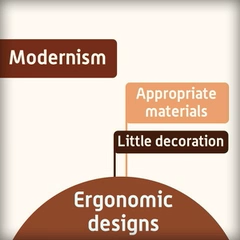 Modernism
Appropriate
materials
Little decoration
Ergonomic
designs